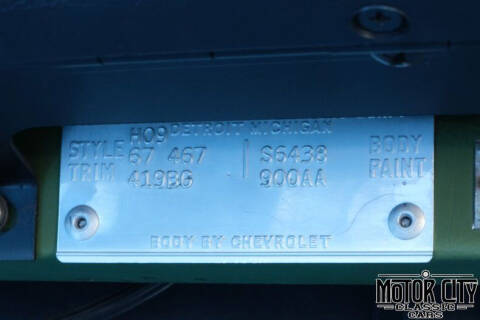 DETROIT MICHIGAN
H09
STYLE 67 467 | S6438 BODY
TRIM 419BG 900AA PAINT
BODY BY CHEVROLET
MOTOR CITY
CLASSIC
CARS